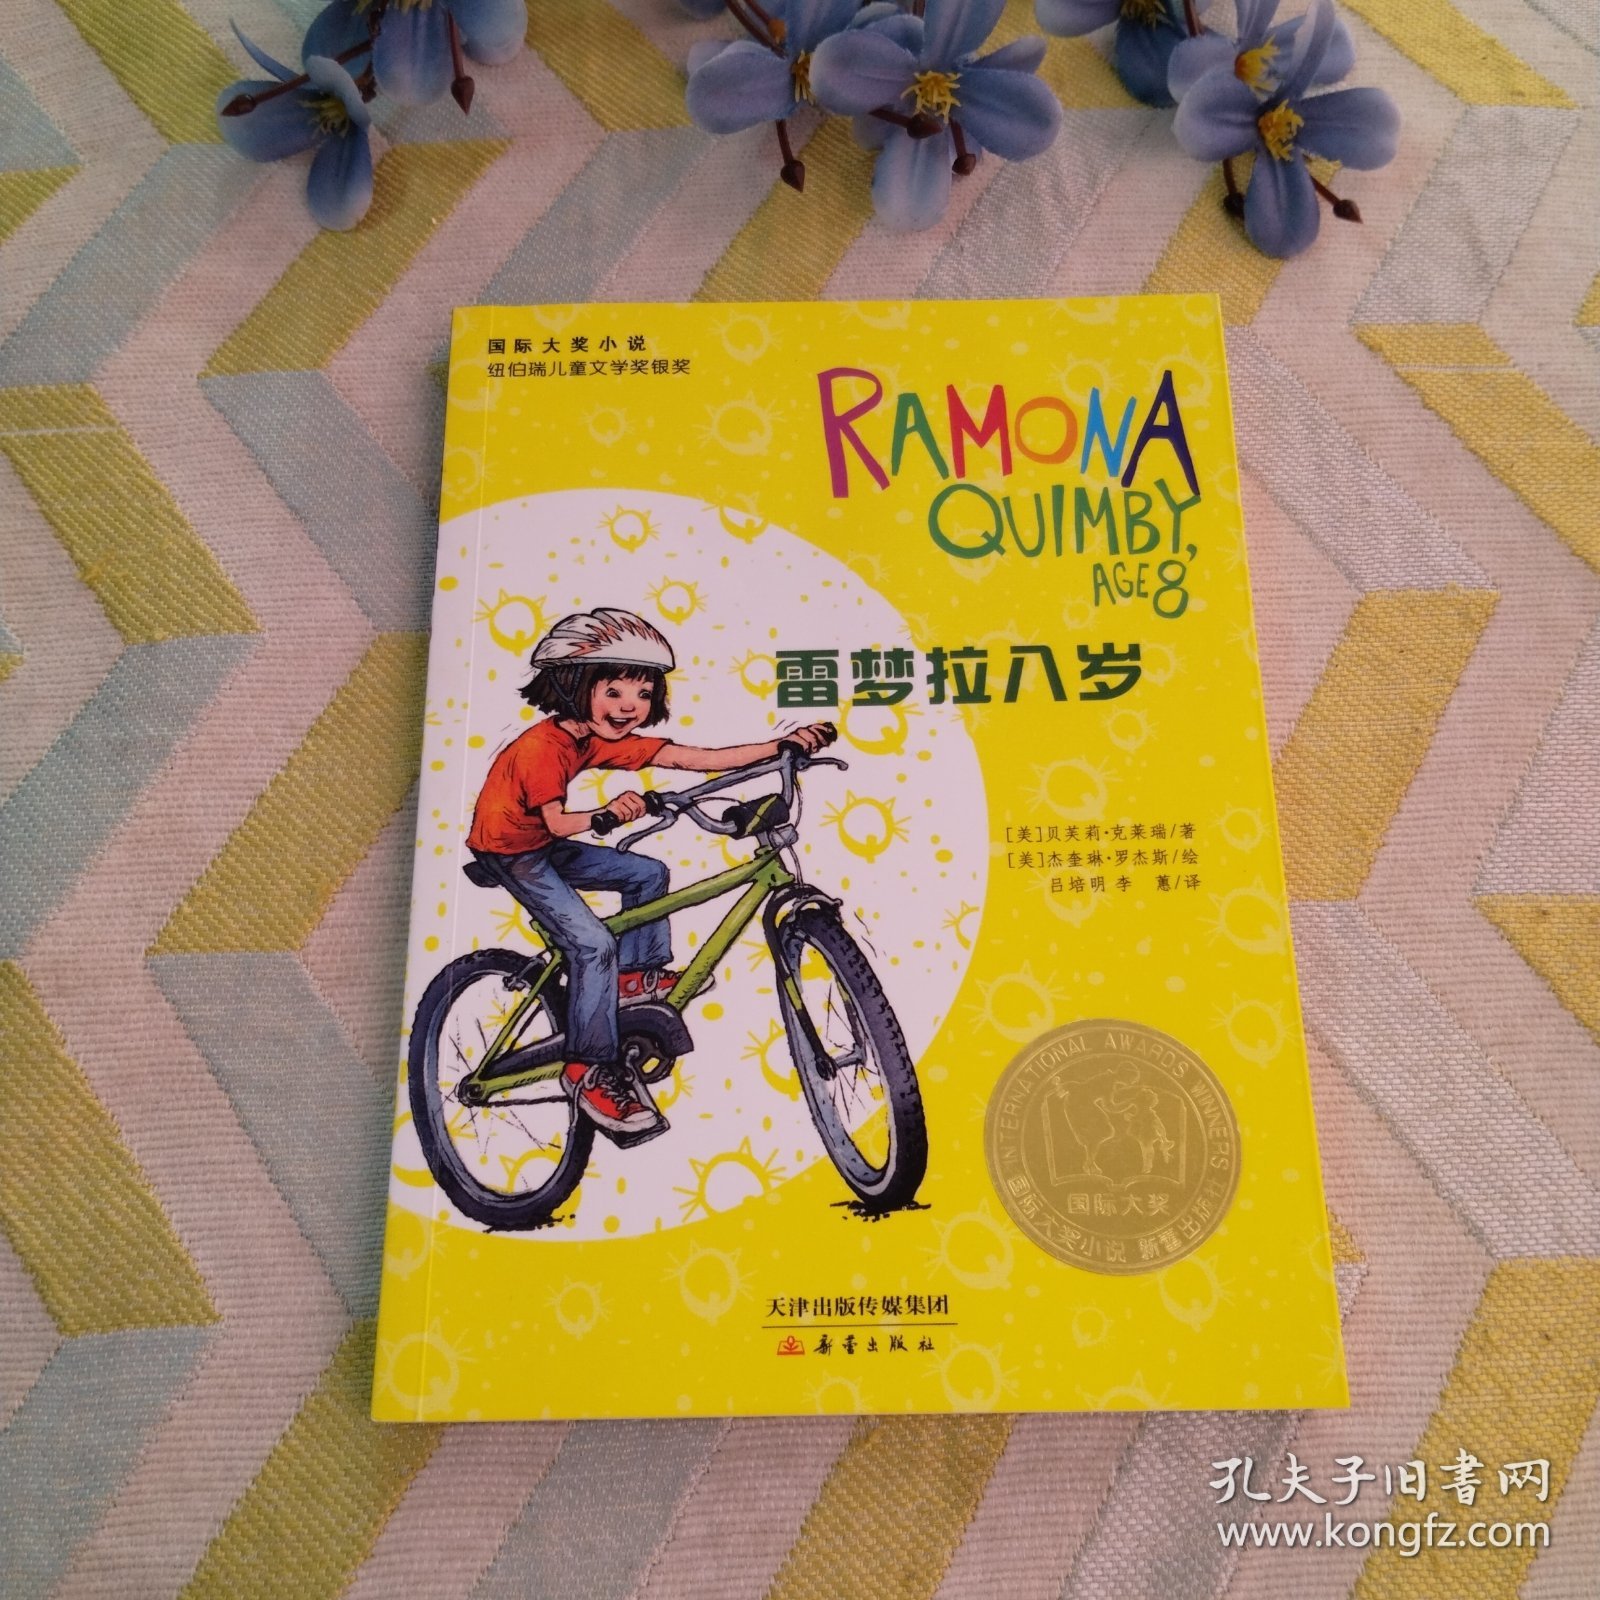 国际大奖小说
纽伯瑞儿童文学奖银奖
RAMONA
QUIMBY,
AGE 8
雷梦拉八岁
[美]贝芙莉·克莱瑞/著
[美]杰奎琳·罗杰斯/绘
吕培明 李 蕙/译
INTERNATIONAL AWARDS WINNERS
国际大奖
国际大奖小说 新蕾出版社
天津出版传媒集团
新蕾出版社
孔夫子旧书网
www.kongfz.com